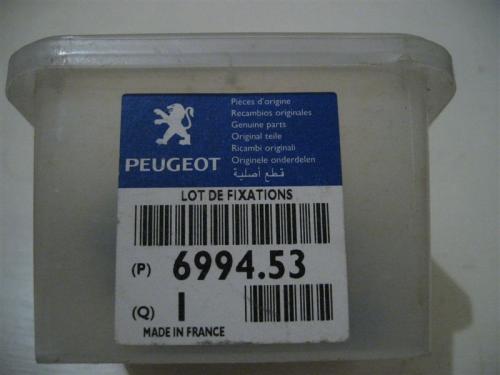 Pièces d'origine
Recambios originales
Genuine parts
Original teile
Ricambi originali
Originele onderdelen
قطع أصلية
PEUGEOT
LOT DE FIXATIONS
(P) 6994.53
(Q) 1
MADE IN FRANCE